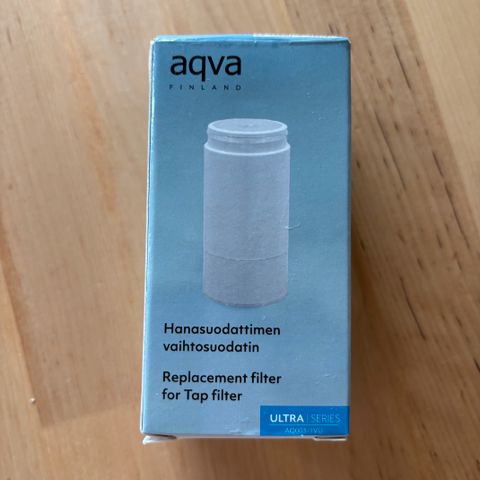 aqva
FINLAND
Hanasuodattimen
vaihtosuodatin
Replacement filter
for Tap filter
ULTRA | SERIES